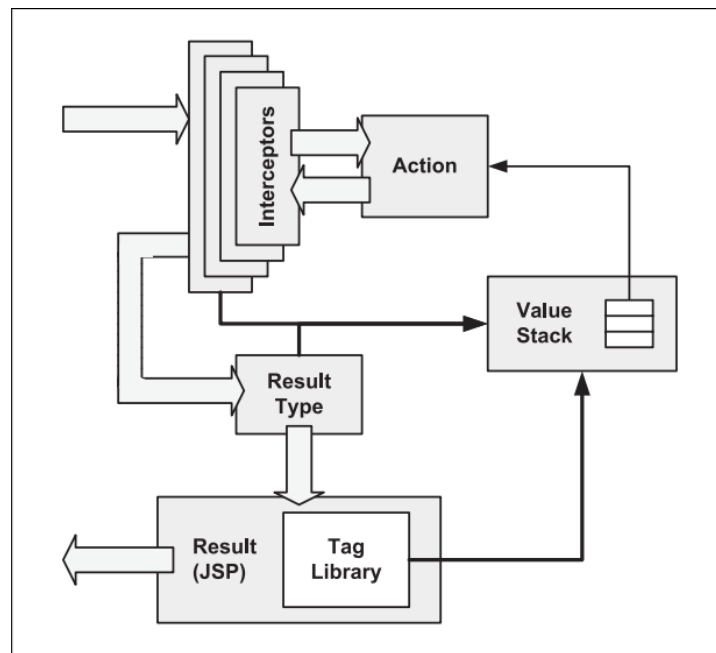 Interceptors
Action
Value
Stack
Result
Type
Result
(JSP)
Tag
Library